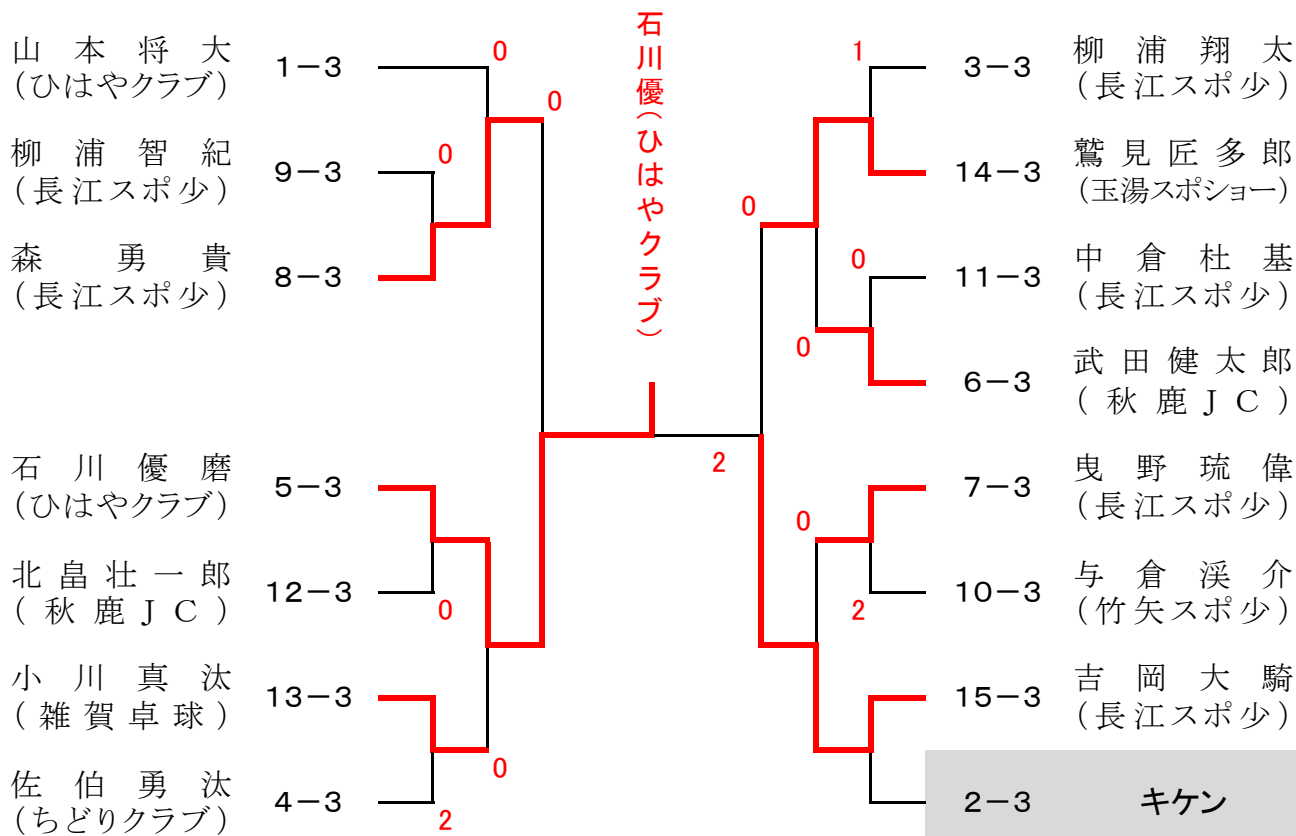 石川優(ひはやクラブ)
山本将大
(ひはやクラブ)
1-3
0
0
柳浦智紀
(長江スポ少)
9-3
0
森勇貴
(長江スポ少)
8-3
石川優磨
(ひはやクラブ)
5-3
北畠壮一郎
(秋鹿JC)
12-3
0
小川真汰
(雑賀卓球)
13-3
0
佐伯勇汰
(ちどりクラブ)
4-3
2
2
1
3-3
柳浦翔太
(長江スポ少)
14-3
鷲見匠多郎
(玉湯スポショー)
0
0
11-3
中倉杜基
(長江スポ少)
0
6-3
武田健太郎
(秋鹿JC)
0
7-3
曳野琉偉
(長江スポ少)
2
10-3
与倉渓介
(竹矢スポ少)
15-3
吉岡大騎
(長江スポ少)
2-3
キケン